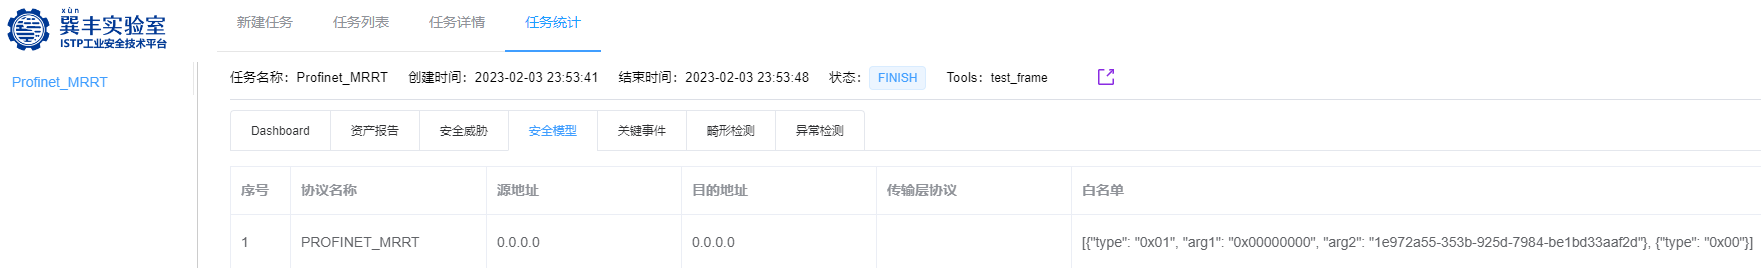 xùn
巽丰实验室
ISTP工业安全技术平台
新建任务 任务列表 任务详情 任务统计
Profinet_MRRT
任务名称：Profinet_MRRT 创建时间：2023-02-03 23:53:41 结束时间：2023-02-03 23:53:48 状态： FINISH Tools：test_frame
Dashboard 资产报告 安全威胁 安全模型 关键事件 畸形检测 异常检测
序号 协议名称 源地址 目的地址 传输层协议 白名单
1 PROFINET_MRRT 0.0.0.0 0.0.0.0 [{"type": "0x01", "arg1": "0x00000000", "arg2": "1e972a55-353b-925d-7984-be1bd33aaf2d"}, {"type": "0x00"}]